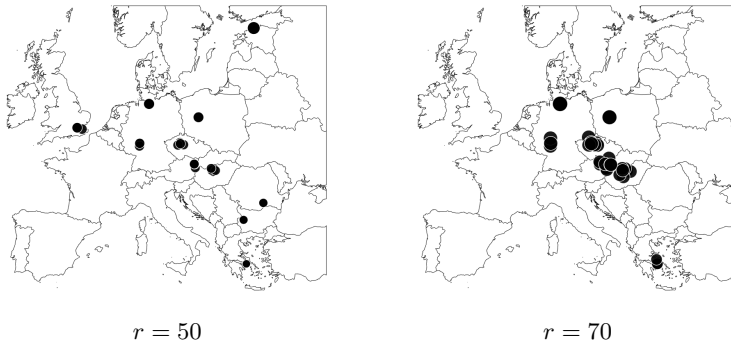 r = 50
r = 70